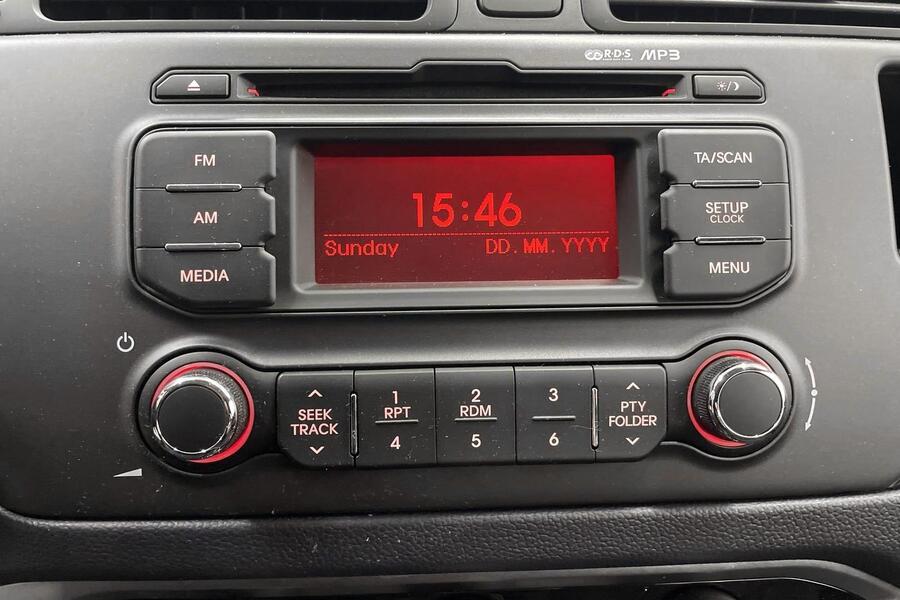 R·D·S MP3
FM
AM
MEDIA
15:46
Sunday DD.MM.YYYY
TA/SCAN
SETUP
CLOCK
MENU
SEEK
TRACK
1
RPT
4
2
RDM
5
3
6
PTY
FOLDER